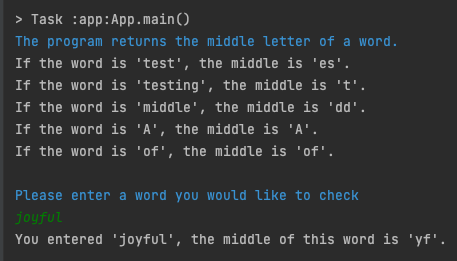 > Task :app:App.main()
The program returns the middle letter of a word.
If the word is 'test', the middle is 'es'.
If the word is 'testing', the middle is 't'.
If the word is 'middle', the middle is 'dd'.
If the word is 'A', the middle is 'A'.
If the word is 'of', the middle is 'of'.
Please enter a word you would like to check
joyful
You entered 'joyful', the middle of this word is 'yf'.